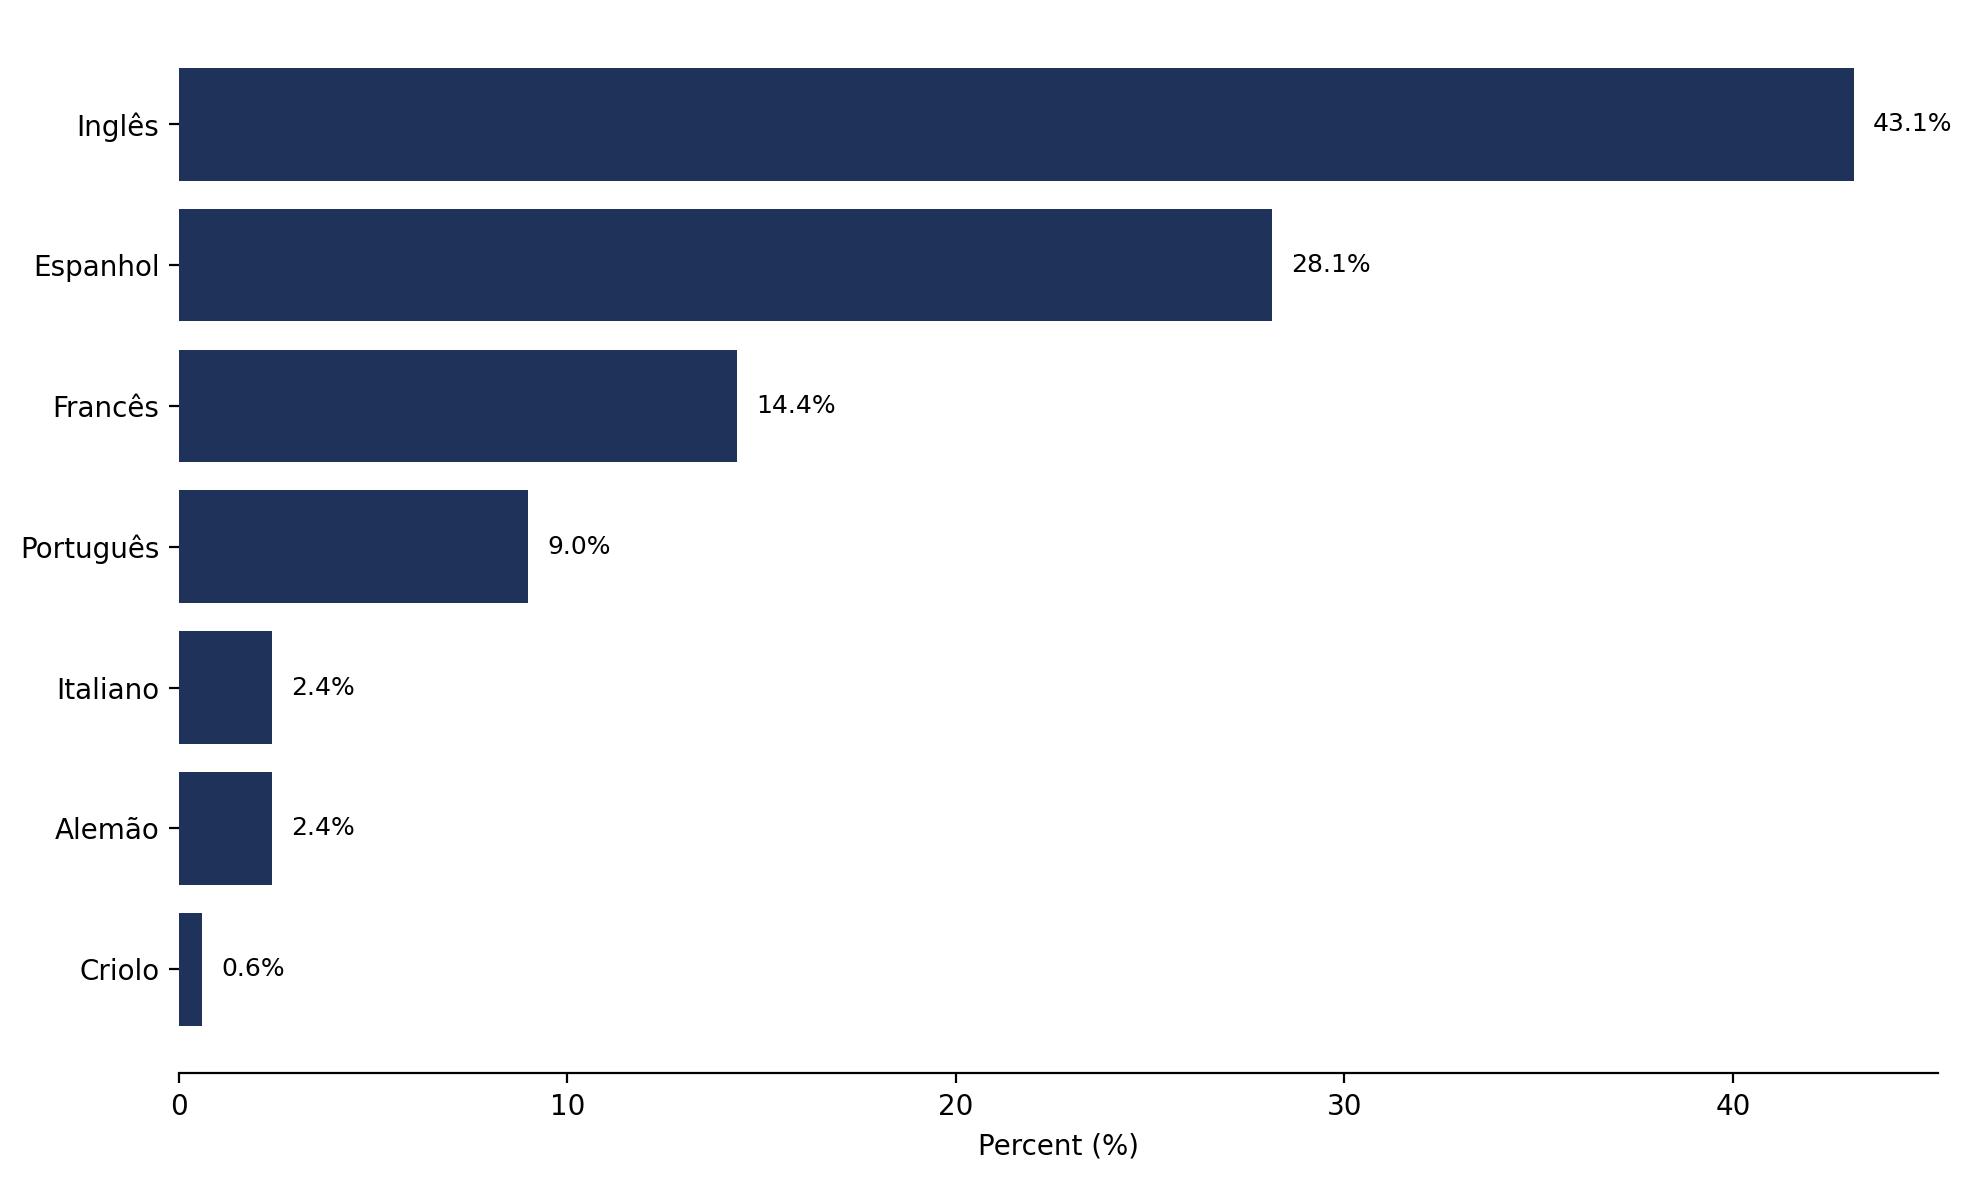 Inglês 43.1%
Espanhol 28.1%
Francês 14.4%
Português 9.0%
Italiano 2.4%
Alemão 2.4%
Criolo 0.6%
0 10 20 30 40
Percent (%)